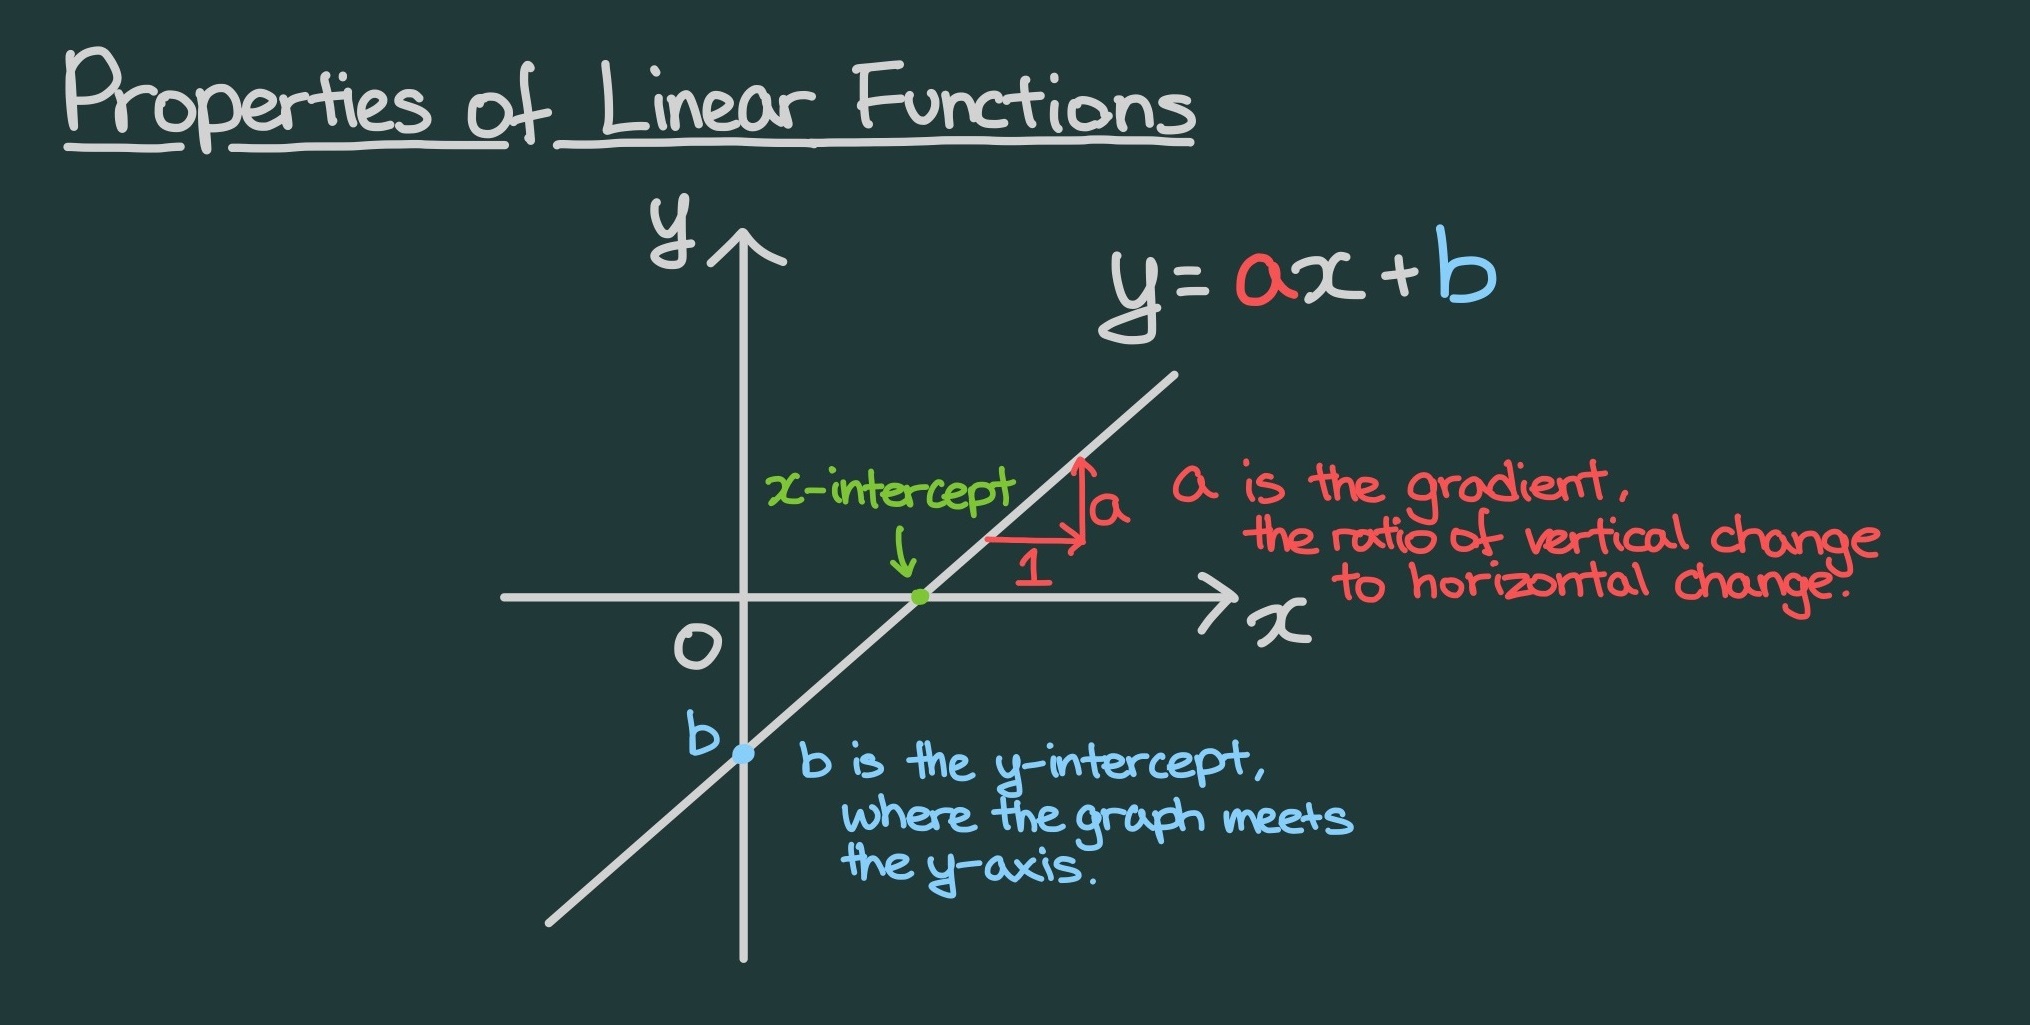 Properties of Linear Functions
y
y = ax + b
x-intercept
a
1
a is the gradient,
the ratio of vertical change
to horizontal change.
x
0
b
b is the y-intercept,
where the graph meets
the y-axis.